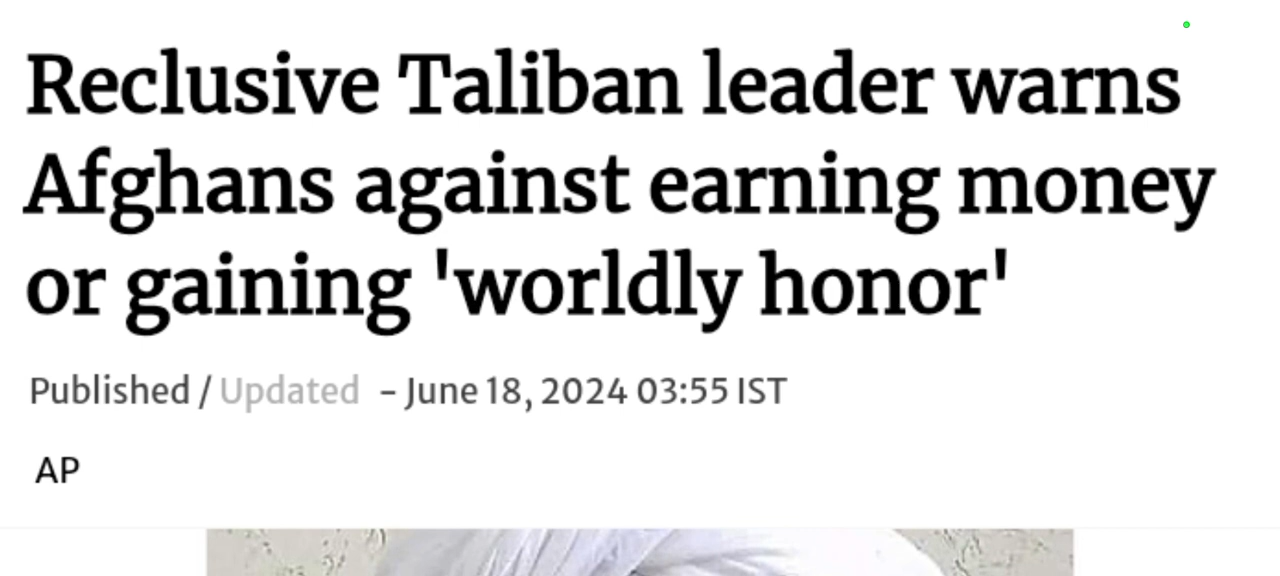 Reclusive Taliban leader warns
Afghans against earning money
or gaining 'worldly honor'
Published / Updated - June 18, 2024 03:55 IST
AP